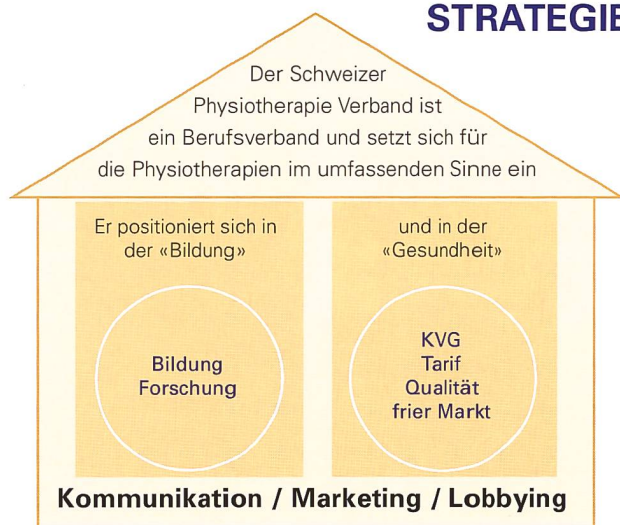 STRATEGIE
Der Schweizer
Physiotherapie Verband ist
ein Berufsverband und setzt sich für
die Physiotherapien im umfassenden Sinne ein
Er positioniert sich in
der «Bildung»
Bildung
Forschung
und in der
«Gesundheit»
KVG
Tarif
Qualität
frier Markt
Kommunikation / Marketing / Lobbying